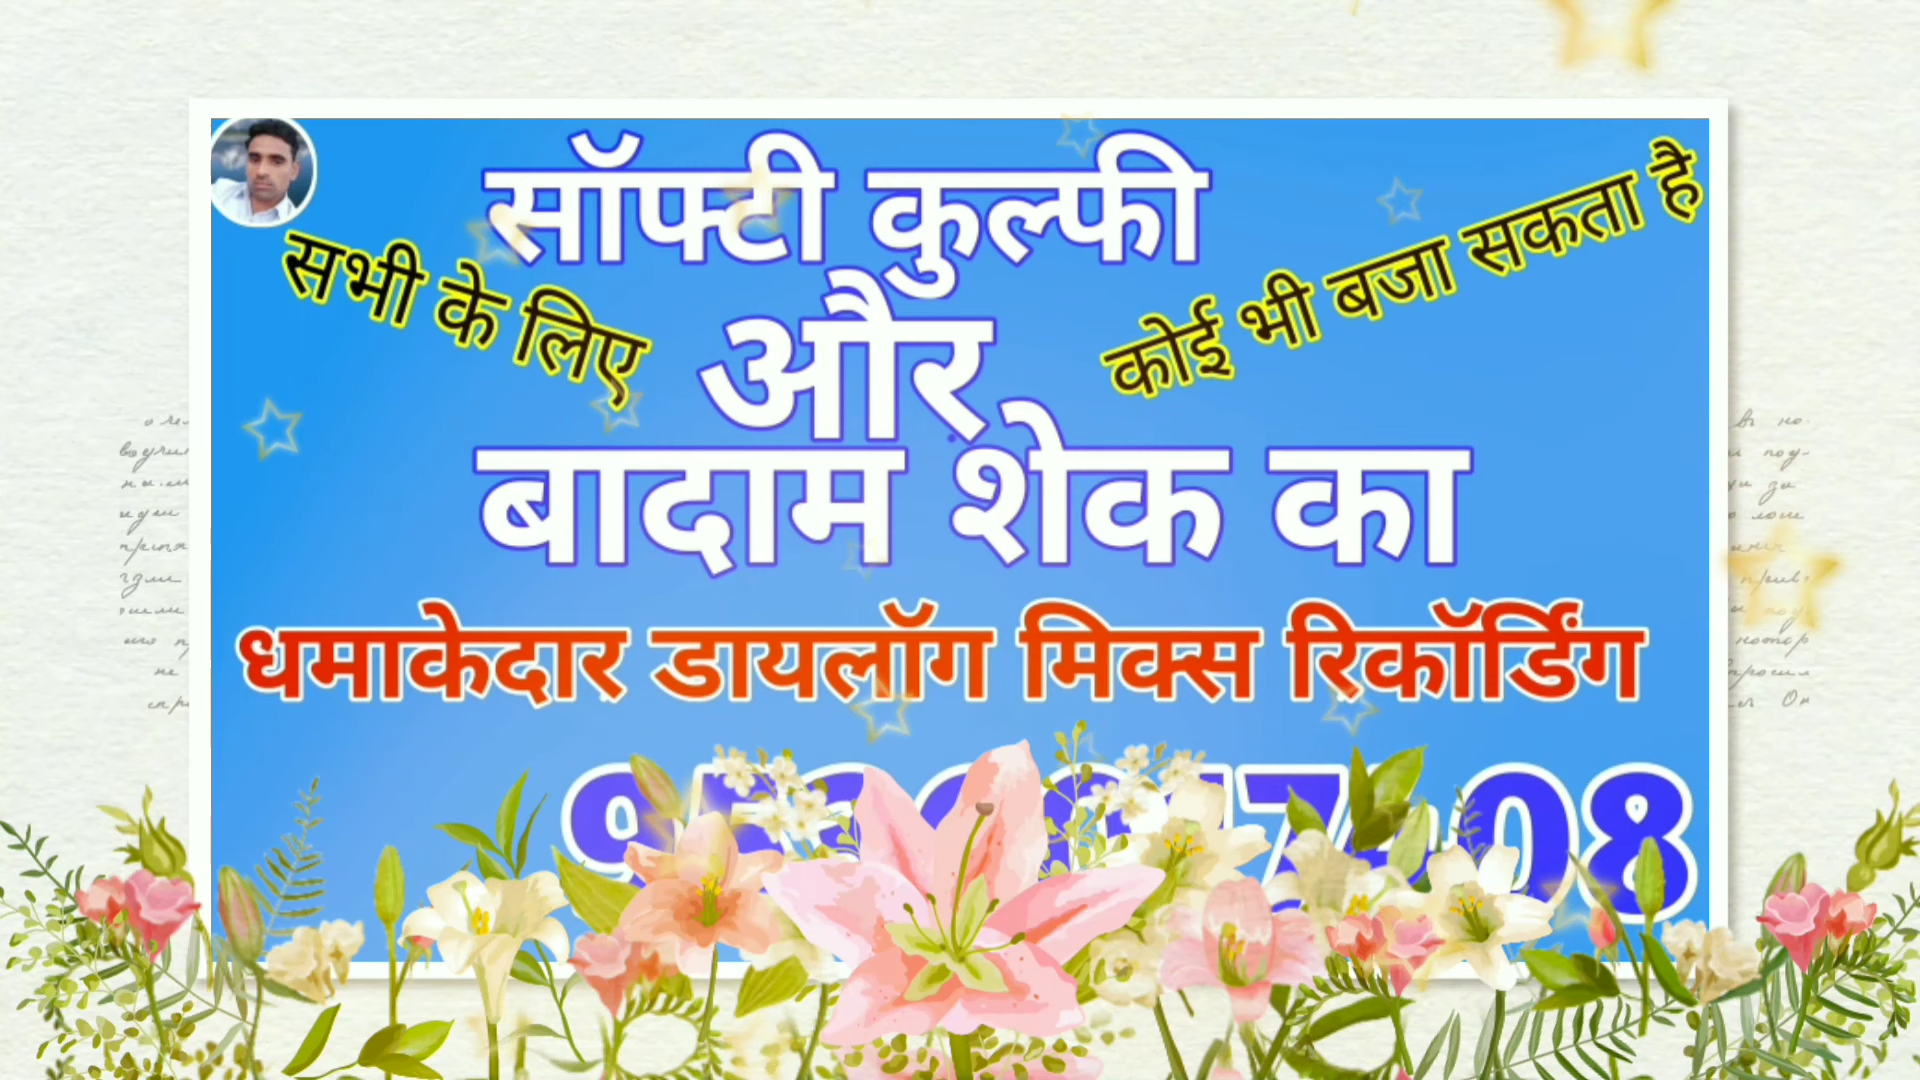 सॉफ्टी कुल्फी
सभी के लिए
कोई भी बजा सकता है
और
बादाम शेक का
धमाकेदार डायलॉग मिक्स रिकॉर्डिंग